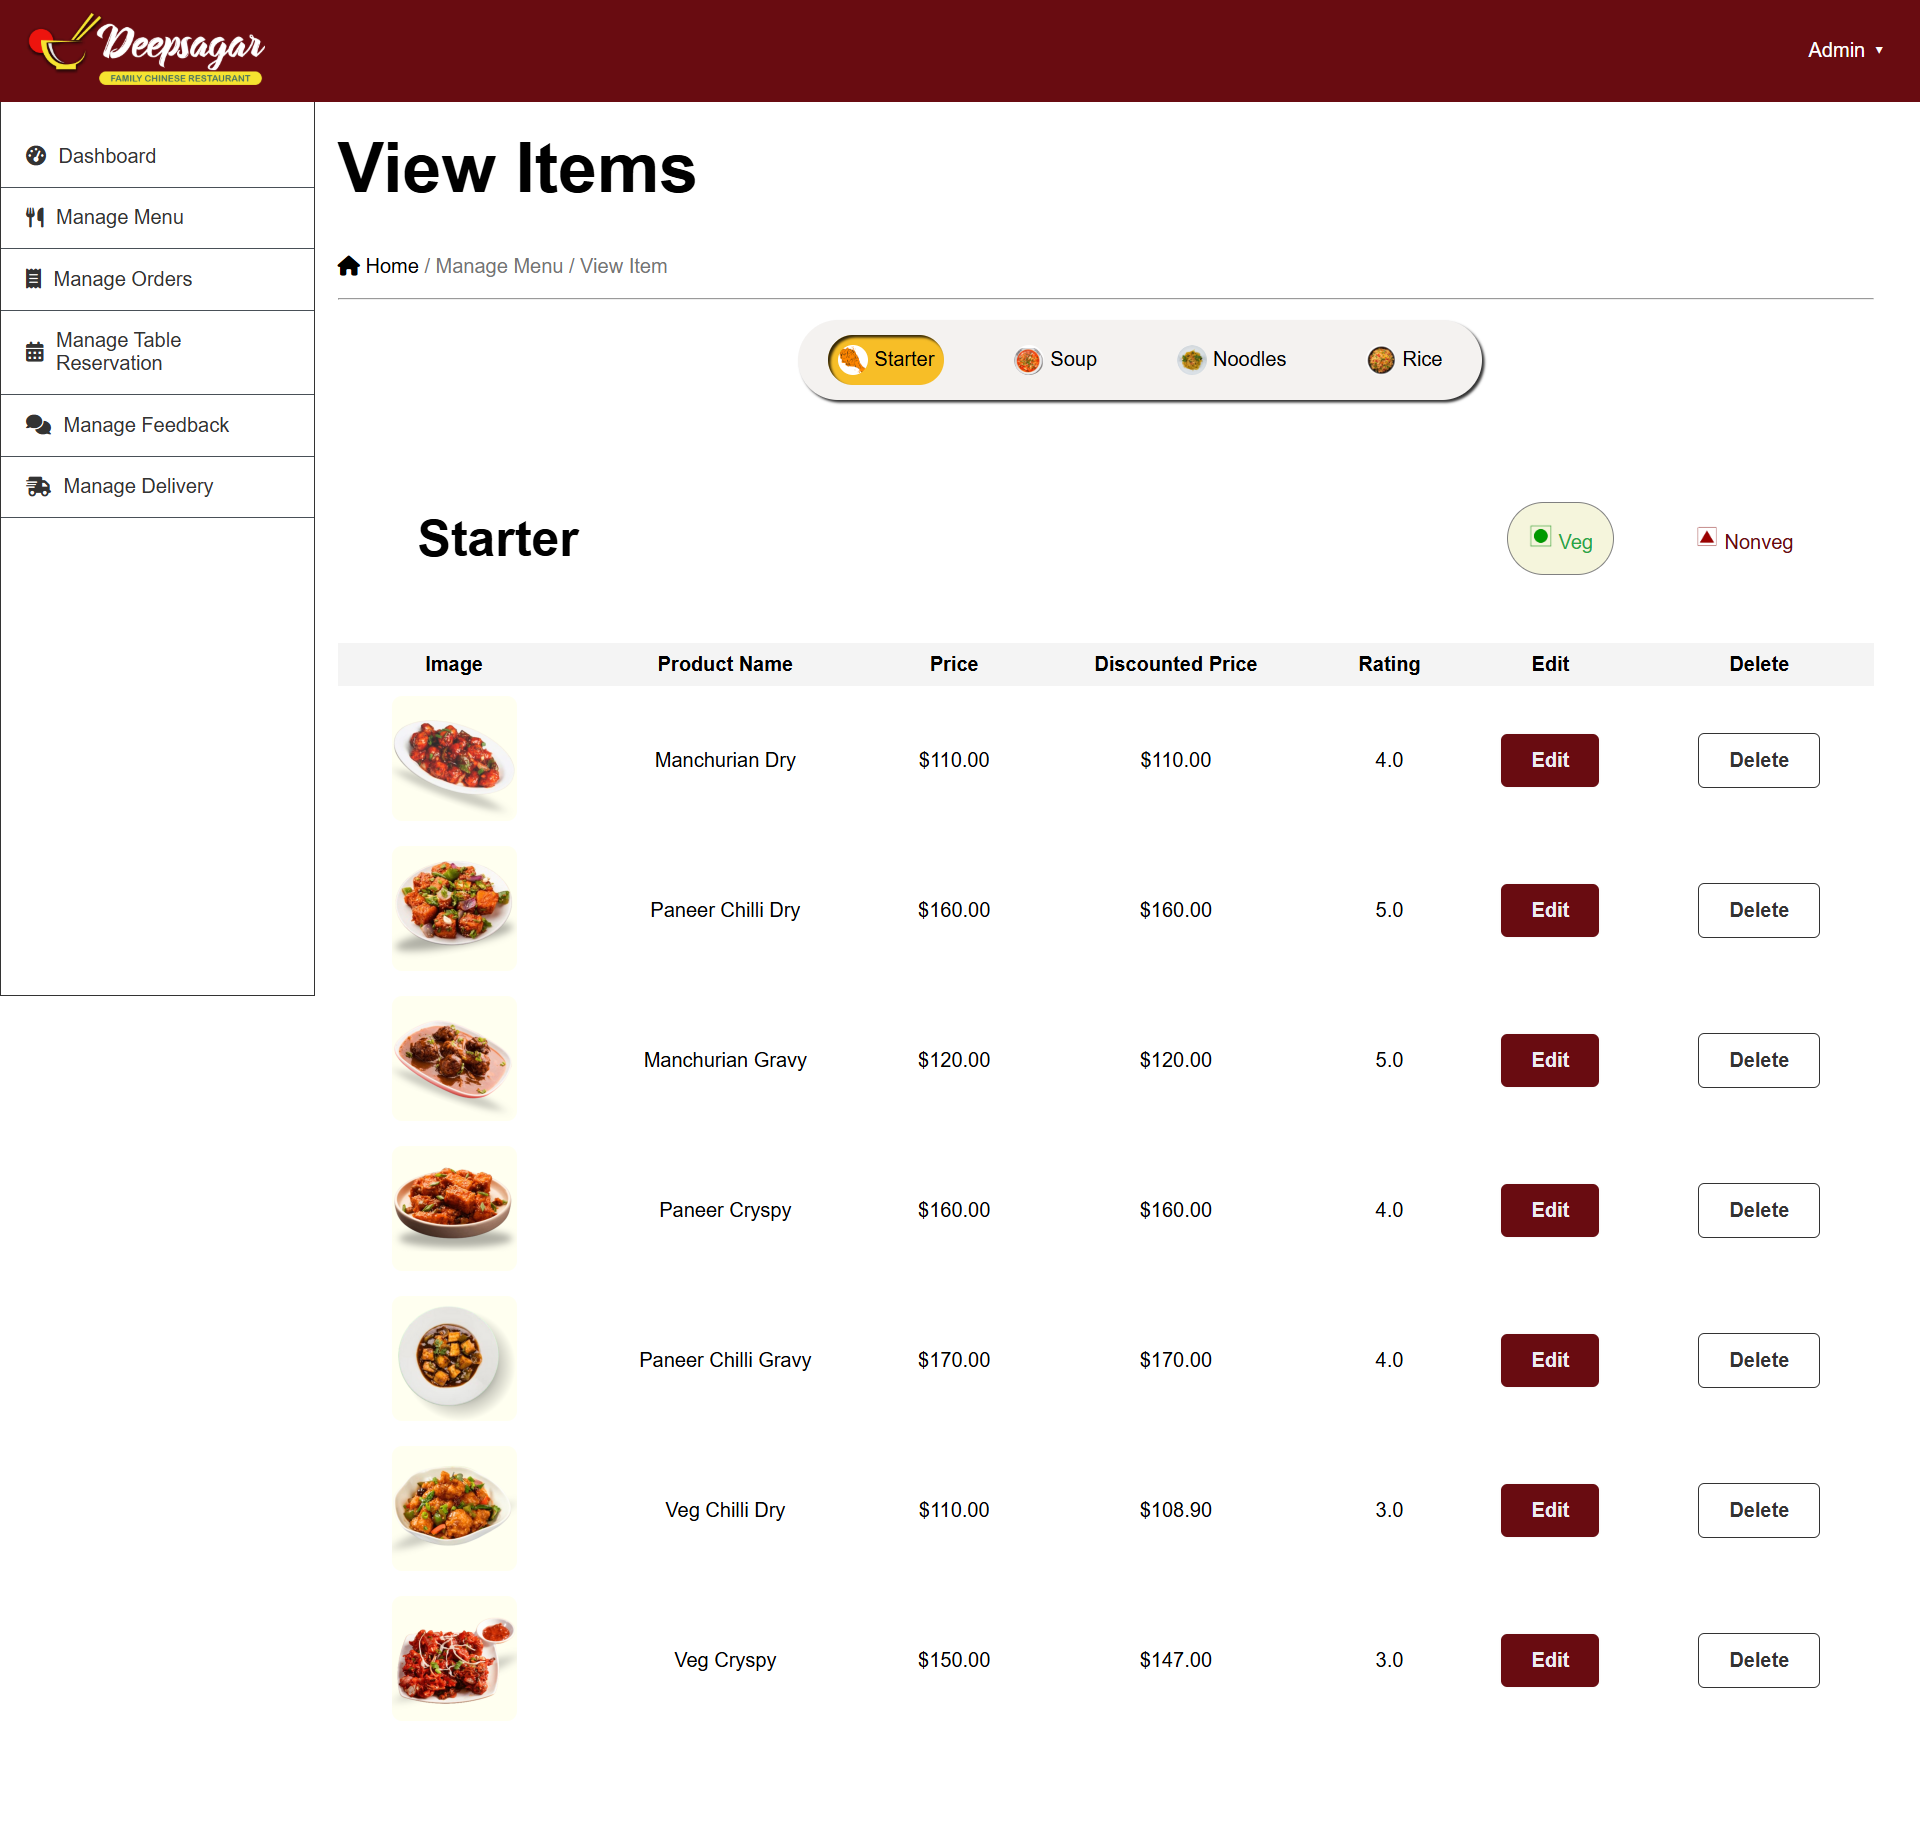 Deepsagar
FAMILY CHINESE RESTAURANT
Admin ▼
Dashboard
Manage Menu
Manage Orders
Manage Table
Reservation
Manage Feedback
Manage Delivery
View Items
Home / Manage Menu / View Item
Starter Soup Noodles Rice
Starter Veg Nonveg
Image Product Name Price Discounted Price Rating Edit Delete
Manchurian Dry $110.00 $110.00 4.0 Edit Delete
Paneer Chilli Dry $160.00 $160.00 5.0 Edit Delete
Manchurian Gravy $120.00 $120.00 5.0 Edit Delete
Paneer Cryspy $160.00 $160.00 4.0 Edit Delete
Paneer Chilli Gravy $170.00 $170.00 4.0 Edit Delete
Veg Chilli Dry $110.00 $108.90 3.0 Edit Delete
Veg Cryspy $150.00 $147.00 3.0 Edit Delete